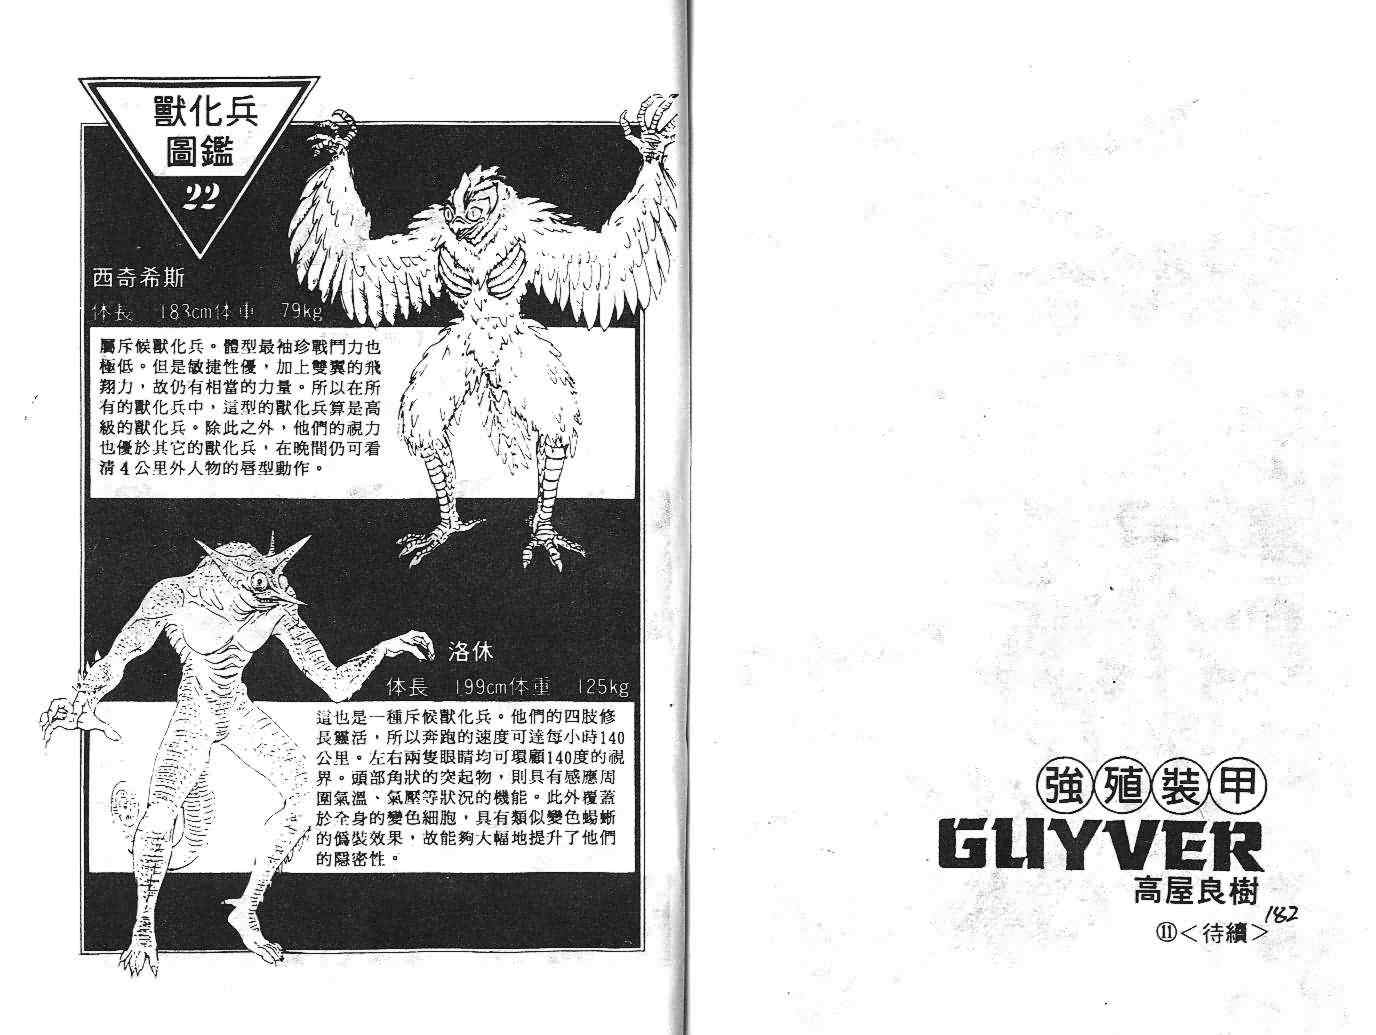 獸化兵
圖鑑
22
西奇希斯
体長 183cm体重 79kg
屬斥候獸化兵。體型最袖珍戰鬥力也
極低。但是敏捷性優，加上雙翼的飛
翔力，故仍有相當的力量。所以在所
有的獸化兵中，這型的獸化兵算是高
級的獸化兵。除此之外，他們的視力
也優於其它的獸化兵，在晚間仍可看
清4公里外人物的唇型動作。
洛休
体長 199cm体重 125kg
這也是一種斥候獸化兵。他們的四肢修
長靈活，所以奔跑的速度可達每小時140
公里。左右兩隻眼睛均可環顧140度的視
界。頭部角狀的突起物，則具有感應周
圍氣溫、氣壓等狀況的機能。此外覆蓋
於全身的變色細胞，具有類似變色蜴蜥
的偽裝效果，故能夠大幅地提升了他們
的隱密性。
強殖裝甲
GUYVER
高屋良樹
182
⑪＜待續＞